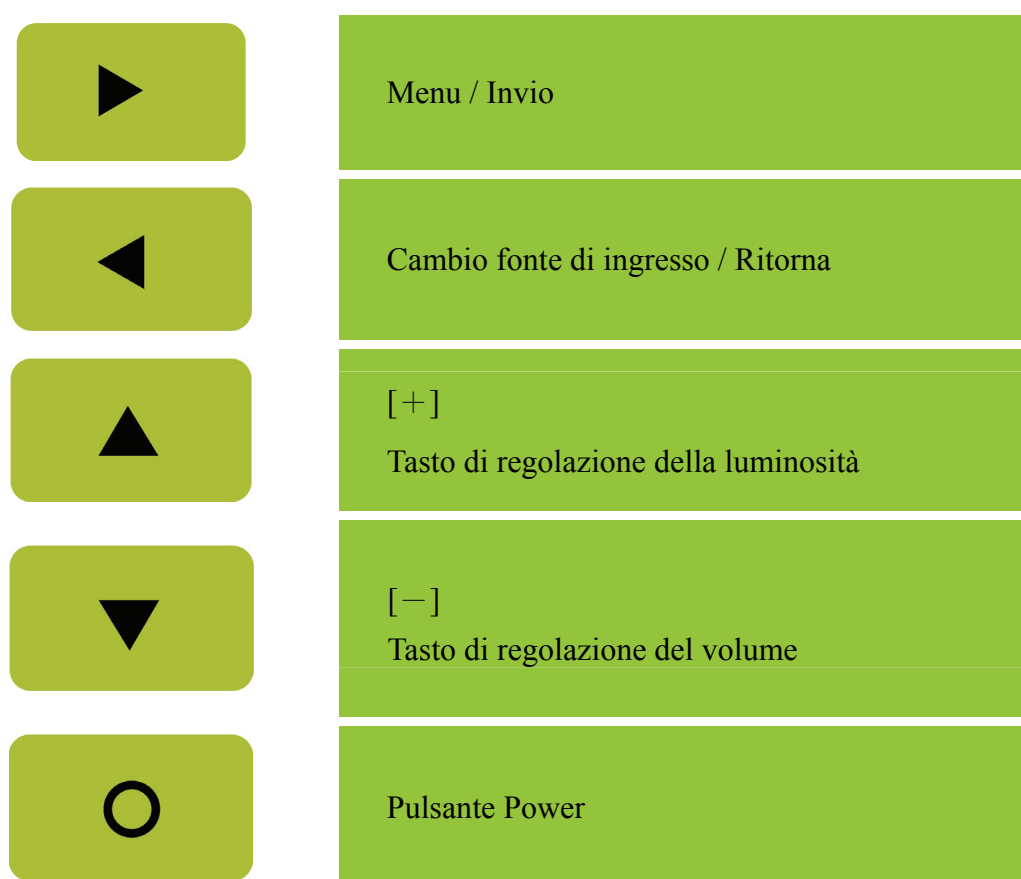 Menu / Invio
Cambio fonte di ingresso / Ritorna
[＋]
Tasto di regolazione della luminosità
[－]
Tasto di regolazione del volume
Pulsante Power